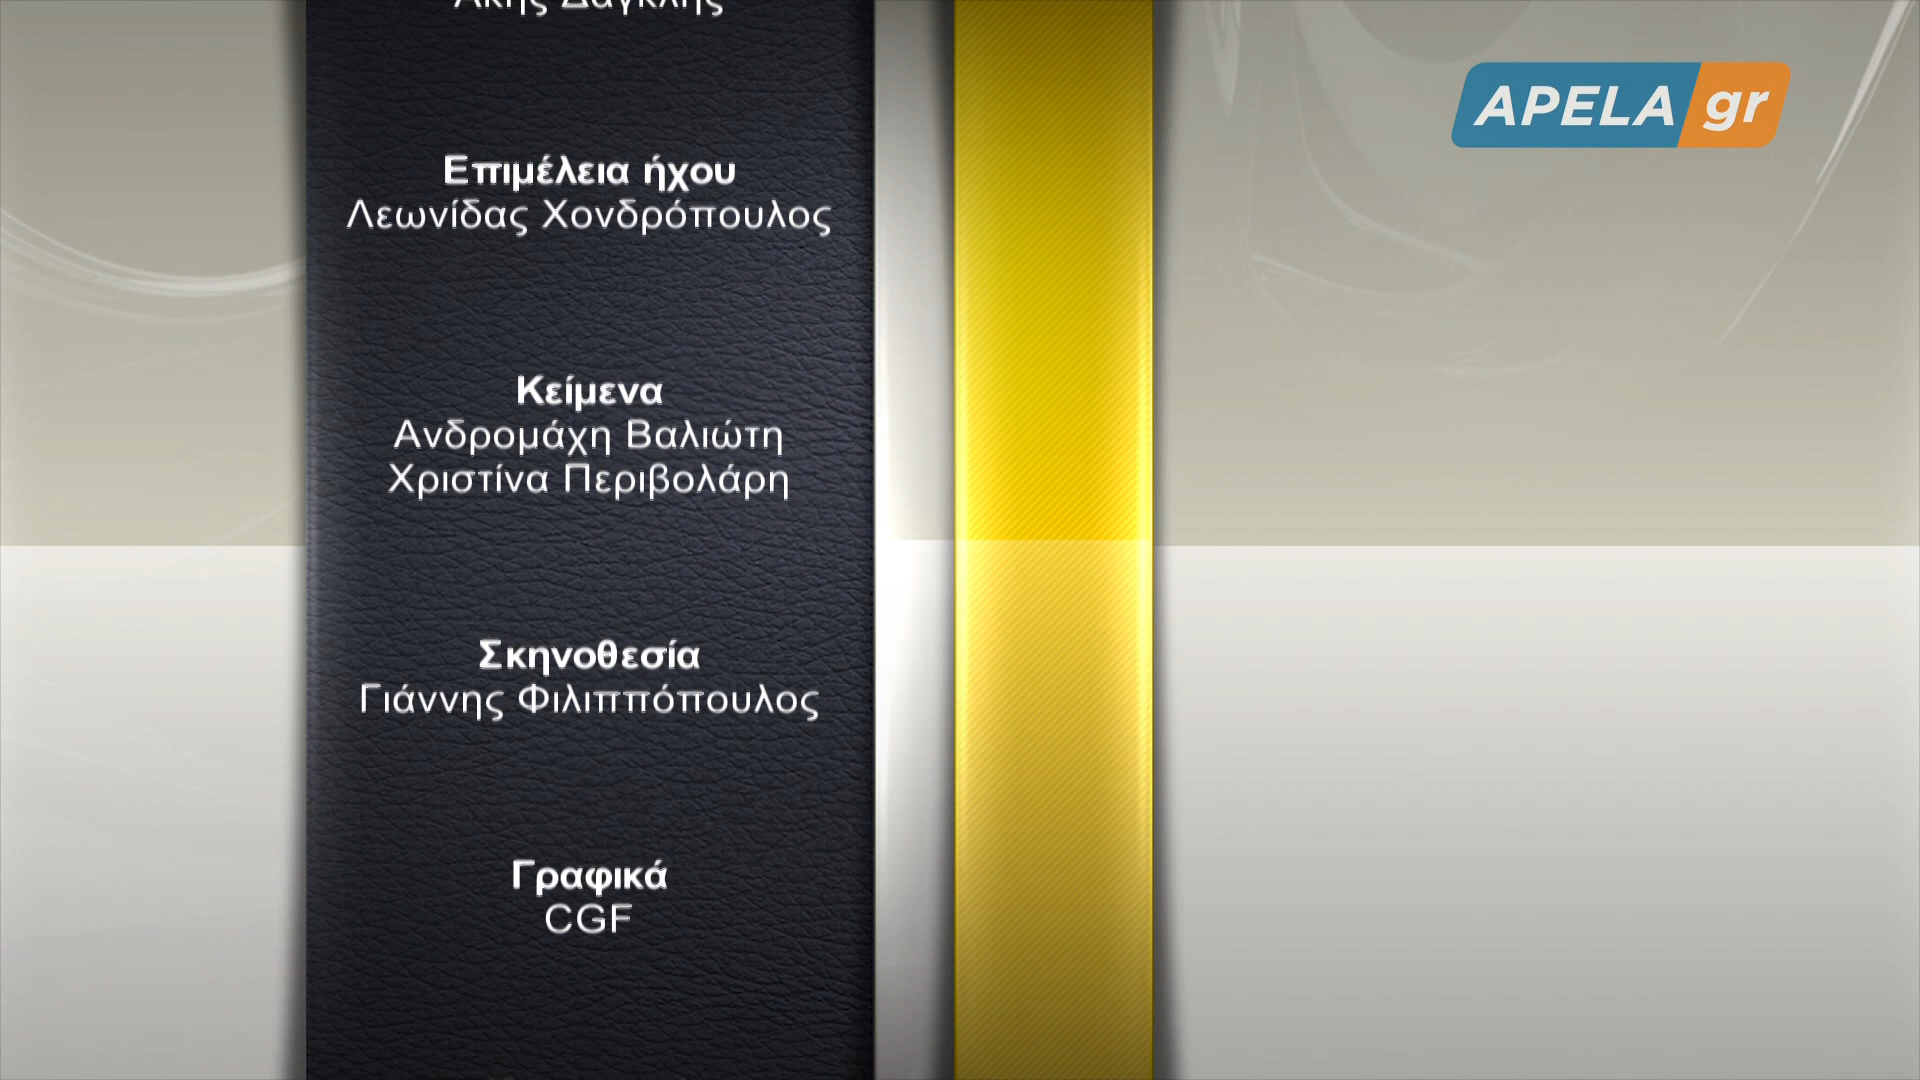 Επιμέλεια ήχου
Λεωνίδας Χονδρόπουλος
Κείμενα
Ανδρομάχη Βαλιώτη
Χριστίνα Περιβολάρη
Σκηνοθεσία
Γιάννης Φιλιππόπουλος
Γραφικά
CGF
APELA gr